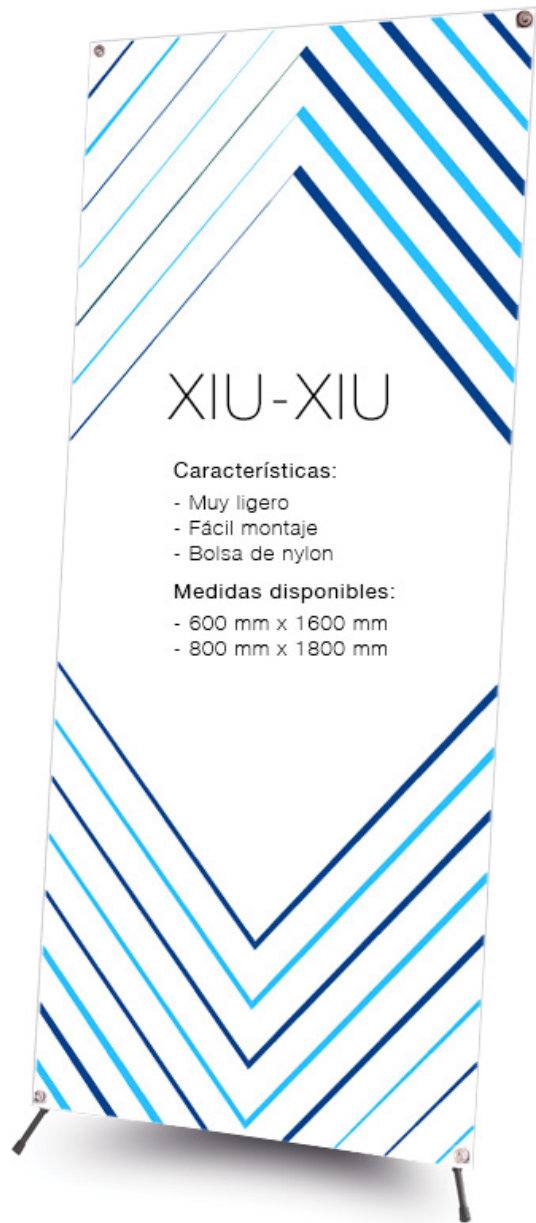 XIU-XIU
Características:
- Muy ligero
- Fácil montaje
- Bolsa de nylon
Medidas disponibles:
- 600 mm x 1600 mm
- 800 mm x 1800 mm